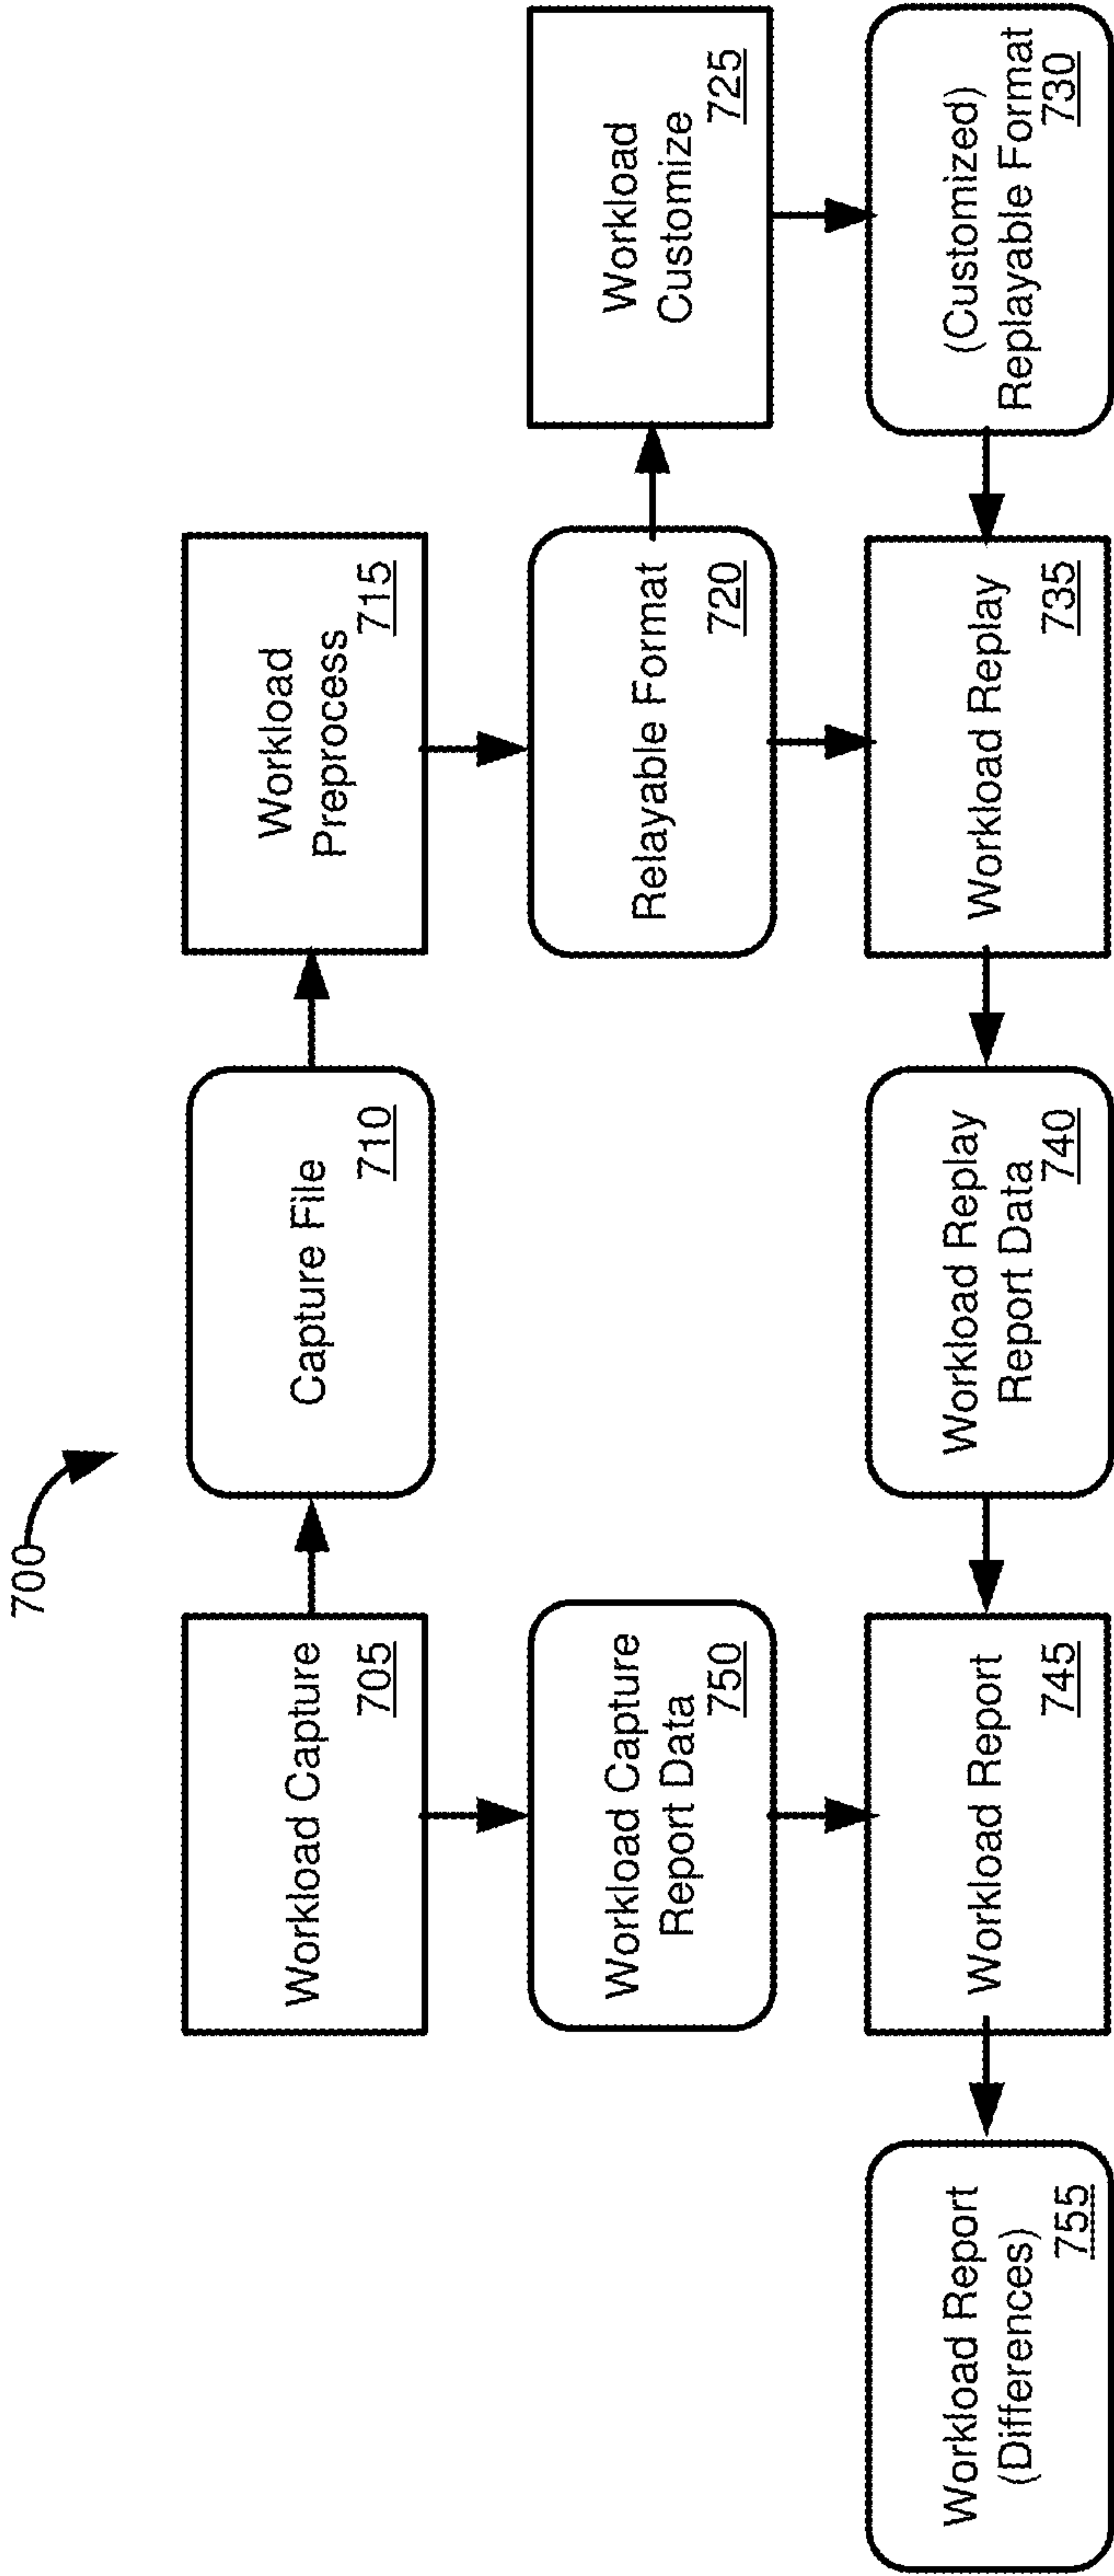 700
Workload Capture
705
Capture File
710
Workload
Preprocess
715
Workload Capture
Report Data
750
Relayable Format
720
Workload
Customize
725
Workload Report
(Differences)
755
Workload Report
745
Workload Replay
Report Data
740
Workload Replay
735
(Customized)
Replayable Format
730